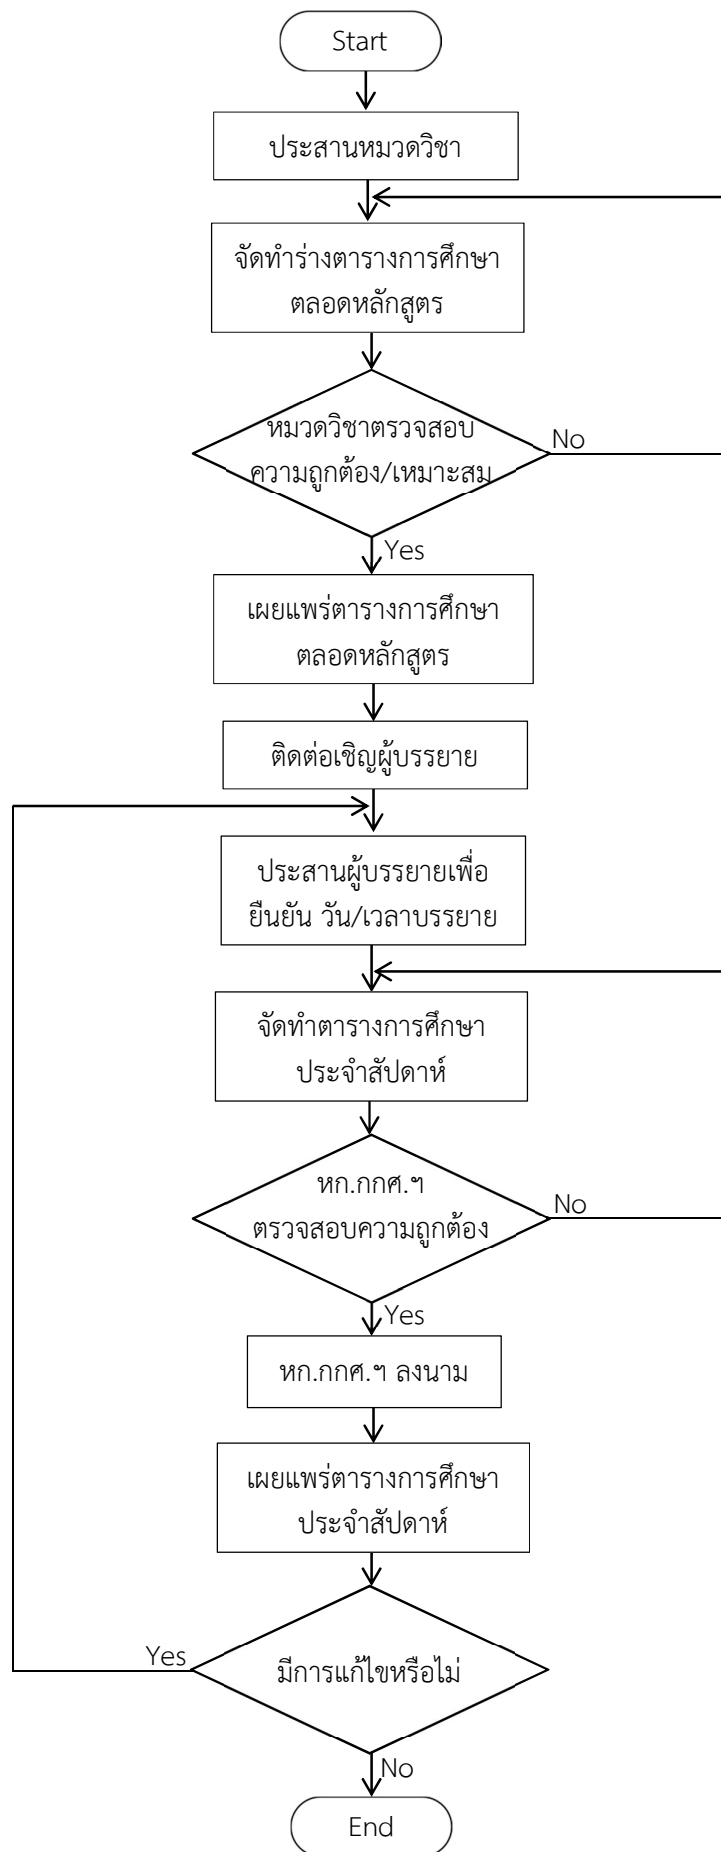 Start
ประสานหมวดวิชา
จัดทำร่างตารางการศึกษา
ตลอดหลักสูตร
หมวดวิชาตรวจสอบ
ความถูกต้อง/เหมาะสม
No
Yes
เผยแพร่ตารางการศึกษา
ตลอดหลักสูตร
ติดต่อเชิญผู้บรรยาย
ประสานผู้บรรยายเพื่อ
ยืนยัน วัน/เวลาบรรยาย
จัดทำตารางการศึกษา
ประจำสัปดาห์
หก.กกศ.ฯ
ตรวจสอบความถูกต้อง
No
Yes
หก.กกศ.ฯ ลงนาม
เผยแพร่ตารางการศึกษา
ประจำสัปดาห์
Yes
มีการแก้ไขหรือไม่
No
End